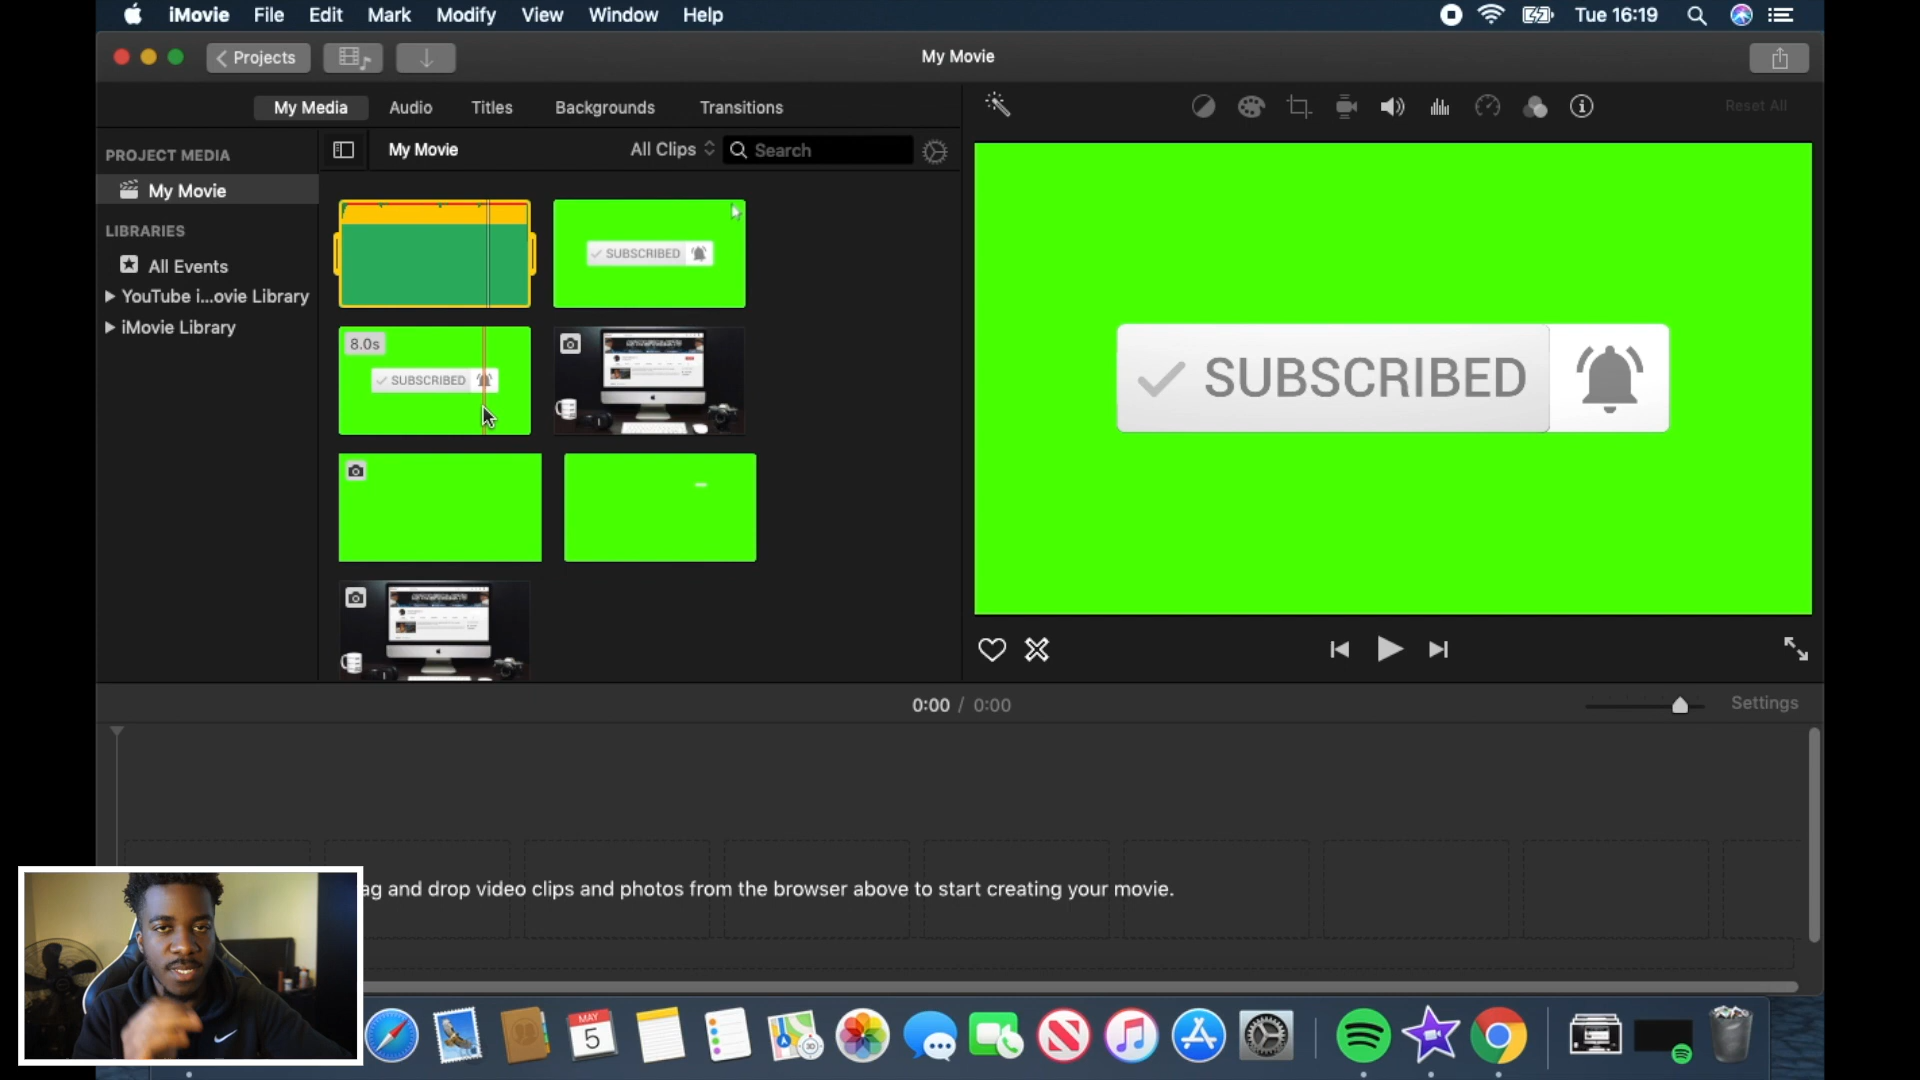 iMovie File Edit Mark Modify View Window Help Tue 16:19
Projects My Movie
My Media Audio Titles Backgrounds Transitions Reset All
PROJECT MEDIA My Movie All Clips Search
My Movie
LIBRARIES
All Events
YouTube i...ovie Library
iMovie Library
SUBSCRIBED
8.0s
SUBSCRIBED
SUBSCRIBED
0:00 / 0:00 Settings
ag and drop video clips and photos from the browser above to start creating your movie.
MAY
5
3D